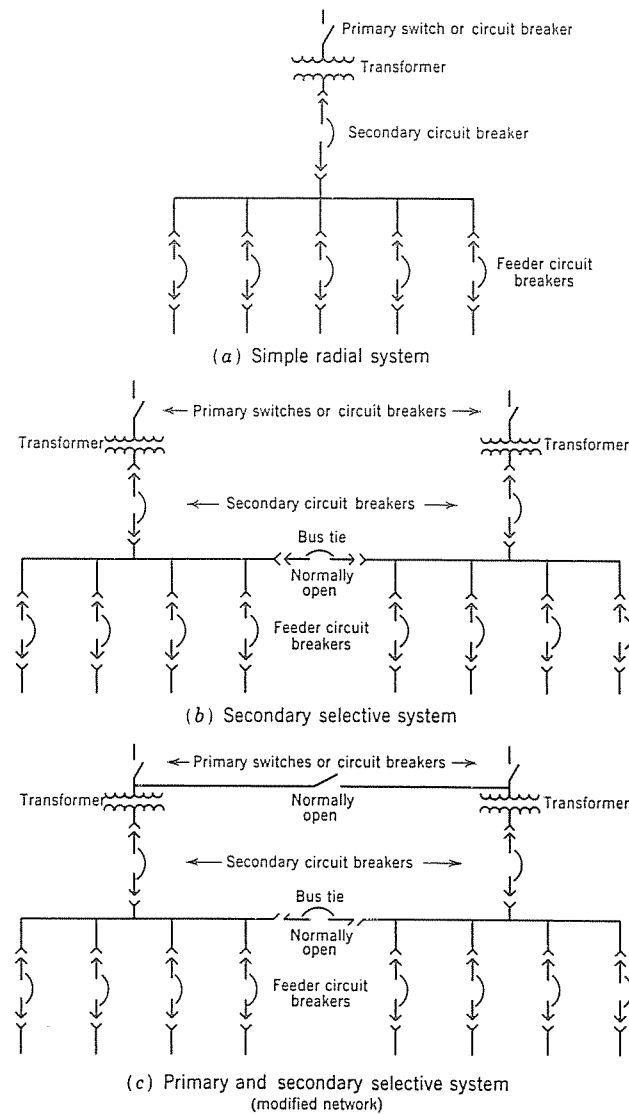 Primary switch or circuit breaker
Transformer
Secondary circuit breaker
Feeder circuit
breakers
(a) Simple radial system
Primary switches or circuit breakers
Transformer
Transformer
Secondary circuit breakers
Bus tie
Normally
open
Feeder circuit
breakers
(b) Secondary selective system
Primary switches or circuit breakers
Transformer
Normally
open
Transformer
Secondary circuit breakers
Bus tie
Normally
open
Feeder circuit
breakers
(c) Primary and secondary selective system
(modified network)